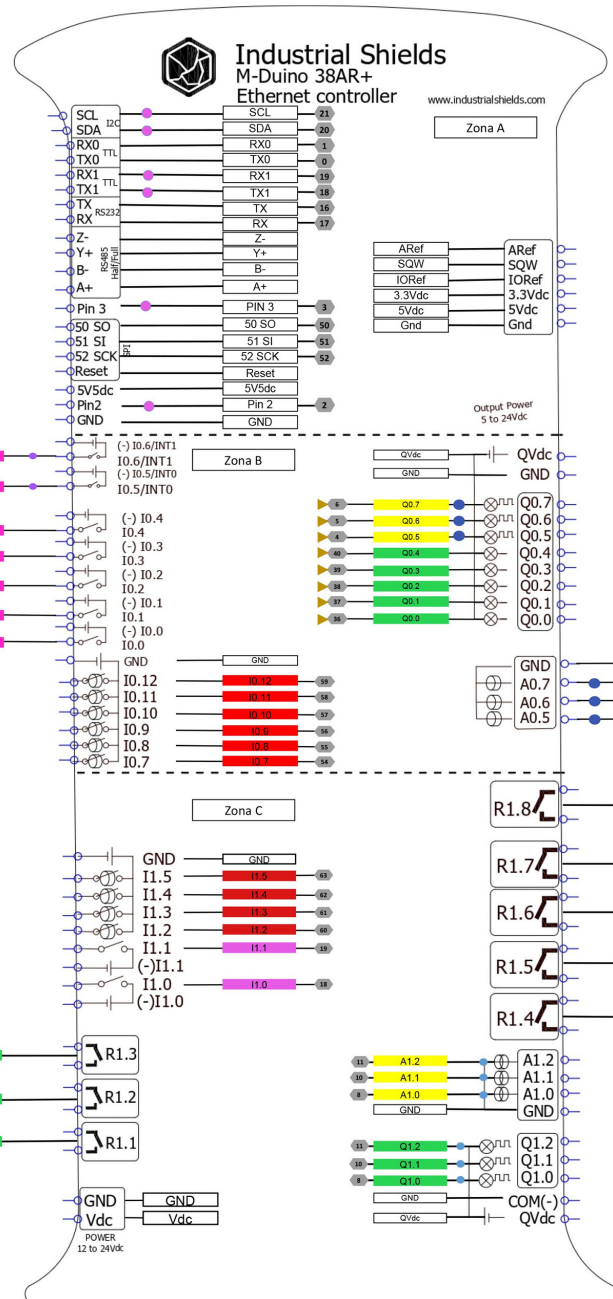 Industrial Shields
M-Duino 38AR+
Ethernet controller
www.industrialshields.com
Zona A
SCL SCL 21
I2C
SDA SDA 20
RX0 RX0 1
TTL
TX0 TX0 0
RX1 RX1 19
TTL
TX1 TX1 18
TX TX 16
RS232
RX RX 17
Z- Z-
Y+ Y+
RS485
Half/Full
B- B-
A+ A+
Pin 3 PIN 3 3
50 SO 50 SO 50
51 SI 51 SI 51
SPI
52 SCK 52 SCK 52
Reset Reset
5V5dc 5V5dc
Pin2 Pin 2 2
GND GND
ARef ARef
SQW SQW
IORef IORef
3.3Vdc 3.3Vdc
5Vdc 5Vdc
Gnd Gnd
Output Power
5 to 24Vdc
Zona B
(-) I0.6/INT1
I0.6/INT1
(-) I0.5/INT0
I0.5/INT0
(-) I0.4
I0.4
(-) I0.3
I0.3
(-) I0.2
I0.2
(-) I0.1
I0.1
(-) I0.0
I0.0
GND GND
I0.12 I0.12 59
I0.11 I0.11 58
I0.10 I0.10 57
I0.9 I0.9 56
I0.8 I0.8 55
I0.7 I0.7 54
QVdc QVdc
GND GND
6 Q0.7 Q0.7
5 Q0.6 Q0.6
4 Q0.5 Q0.5
40 Q0.4 Q0.4
39 Q0.3 Q0.3
38 Q0.2 Q0.2
37 Q0.1 Q0.1
36 Q0.0 Q0.0
GND
A0.7
A0.6
A0.5
Zona C
GND GND
I1.5 I1.5 63
I1.4 I1.4 62
I1.3 I1.3 61
I1.2 I1.2 60
I1.1 I1.1 19
(-)I1.1
I1.0 I1.0 18
(-)I1.0
R1.3
R1.2
R1.1
GND GND
Vdc Vdc
POWER
12 to 24Vdc
R1.8
R1.7
R1.6
R1.5
R1.4
11 A1.2 A1.2
10 A1.1 A1.1
8 A1.0 A1.0
GND GND
11 Q1.2 Q1.2
10 Q1.1 Q1.1
8 Q1.0 Q1.0
GND COM(-)
QVdc QVdc